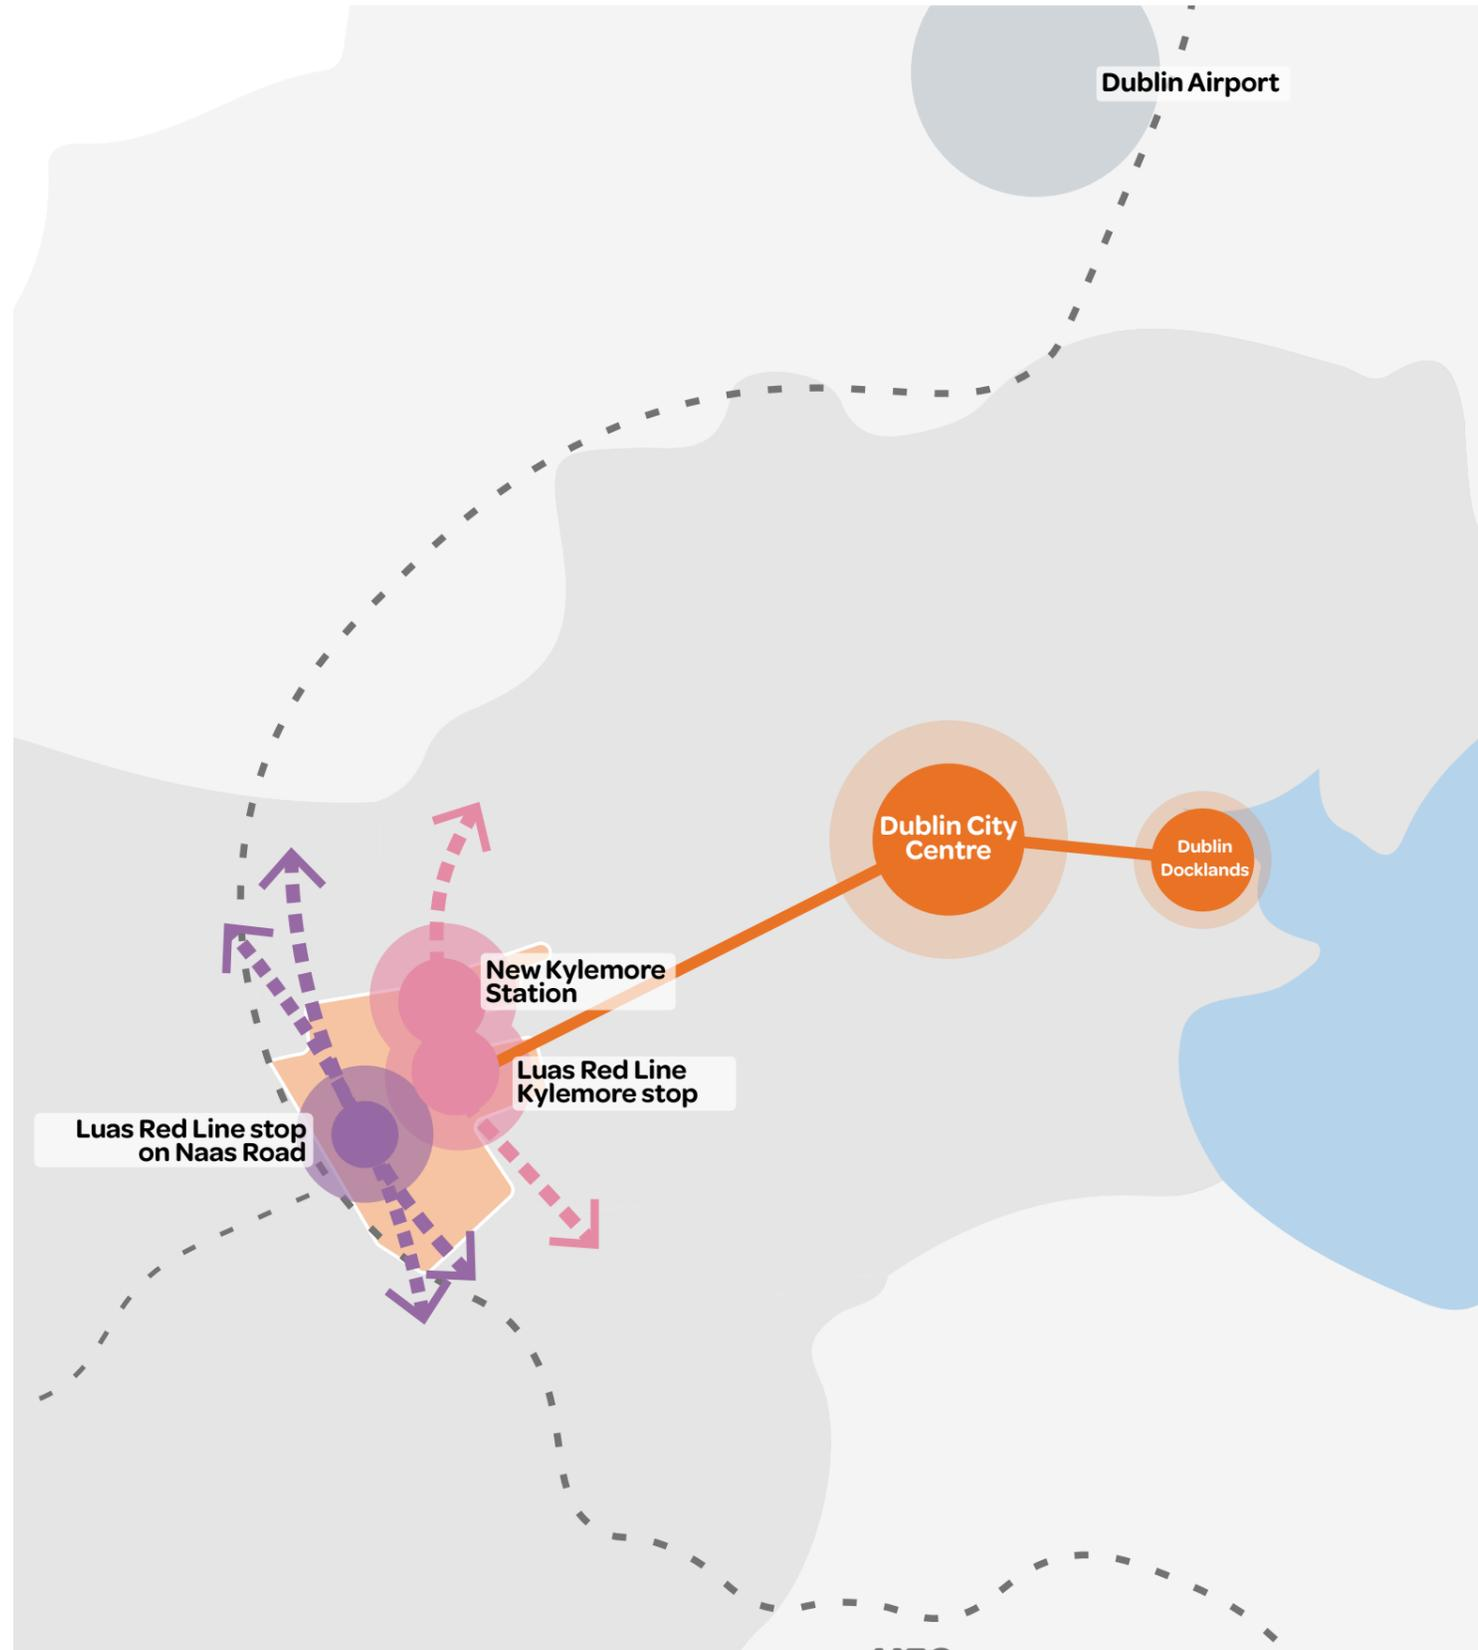 Dublin Airport
Dublin City
Centre
Dublin
Docklands
New Kylemore
Station
Luas Red Line
Kylemore stop
Luas Red Line stop
on Naas Road